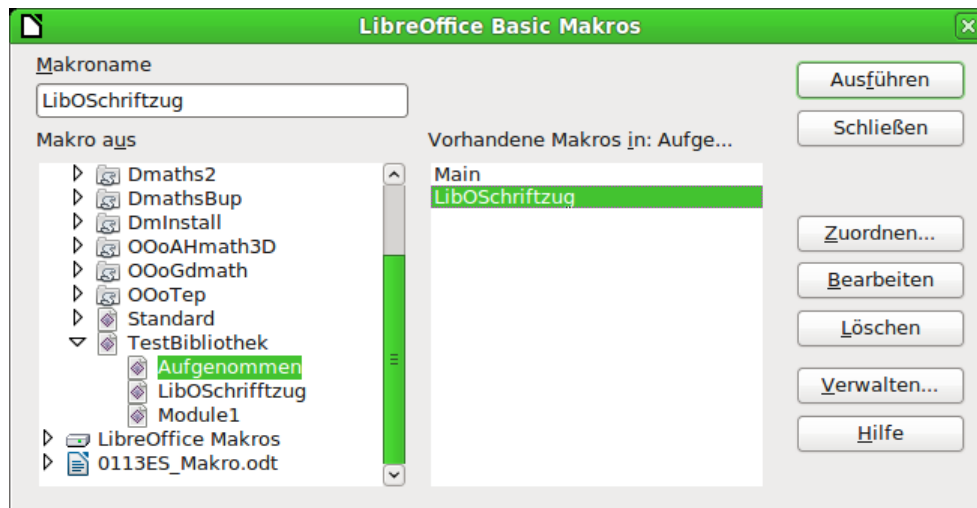 LibreOffice Basic Makros
Makroname
LibOSchriftzug
Makro aus
Dmaths2
DmathsBup
DmInstall
OOoAHmath3D
OOoGdmath
OOoTep
Standard
TestBibliothek
Aufgenommen
LibOSchrifftzug
Module1
LibreOffice Makros
0113ES_Makro.odt
Vorhandene Makros in: Aufge...
Main
LibOSchriftzug
Ausführen
Schließen
Zuordnen...
Bearbeiten
Löschen
Verwalten...
Hilfe